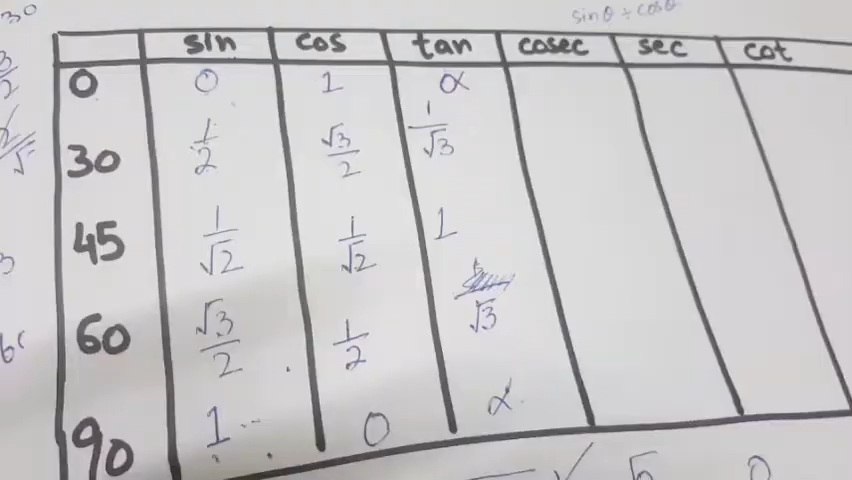 sinθ ÷ cosθ
30
sin cos tan cosec sec cot
0 0 1 α
30 1/2 √3/2 1/√3
45 1/√2 1/√2 1
60 √3/2 1/2 √3
90 1 0 α